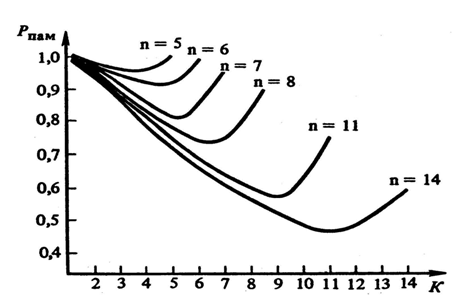 Pпам
1,0
0,9
0,8
0,7
0,6
0,5
0,4
n = 5
n = 6
n = 7
n = 8
n = 11
n = 14
2 3 4 5 6 7 8 9 10 11 12 13 14 K